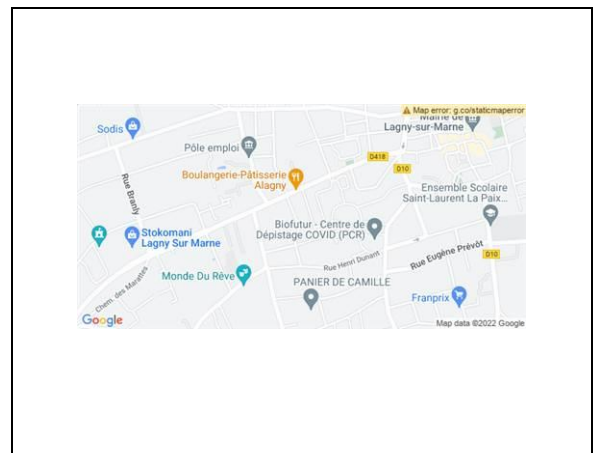 Map error: g.co/staticmaperror
Mairie de
Lagny-sur-Marne
Sodis
Pôle emploi
D418
D10
Boulangerie-Pâtisserie
Alagny
Rue Branly
Ensemble Scolaire
Saint-Laurent La Paix...
Stokomani
Lagny Sur Marne
Biofutur - Centre de
Dépistage COVID (PCR)
Rue Eugène Prévôt
D10
Rue Henri Dunant
Monde Du Rêve
Chem. des Marattes
PANIER DE CAMILLE
Franprix
Google
Map data ©2022 Google